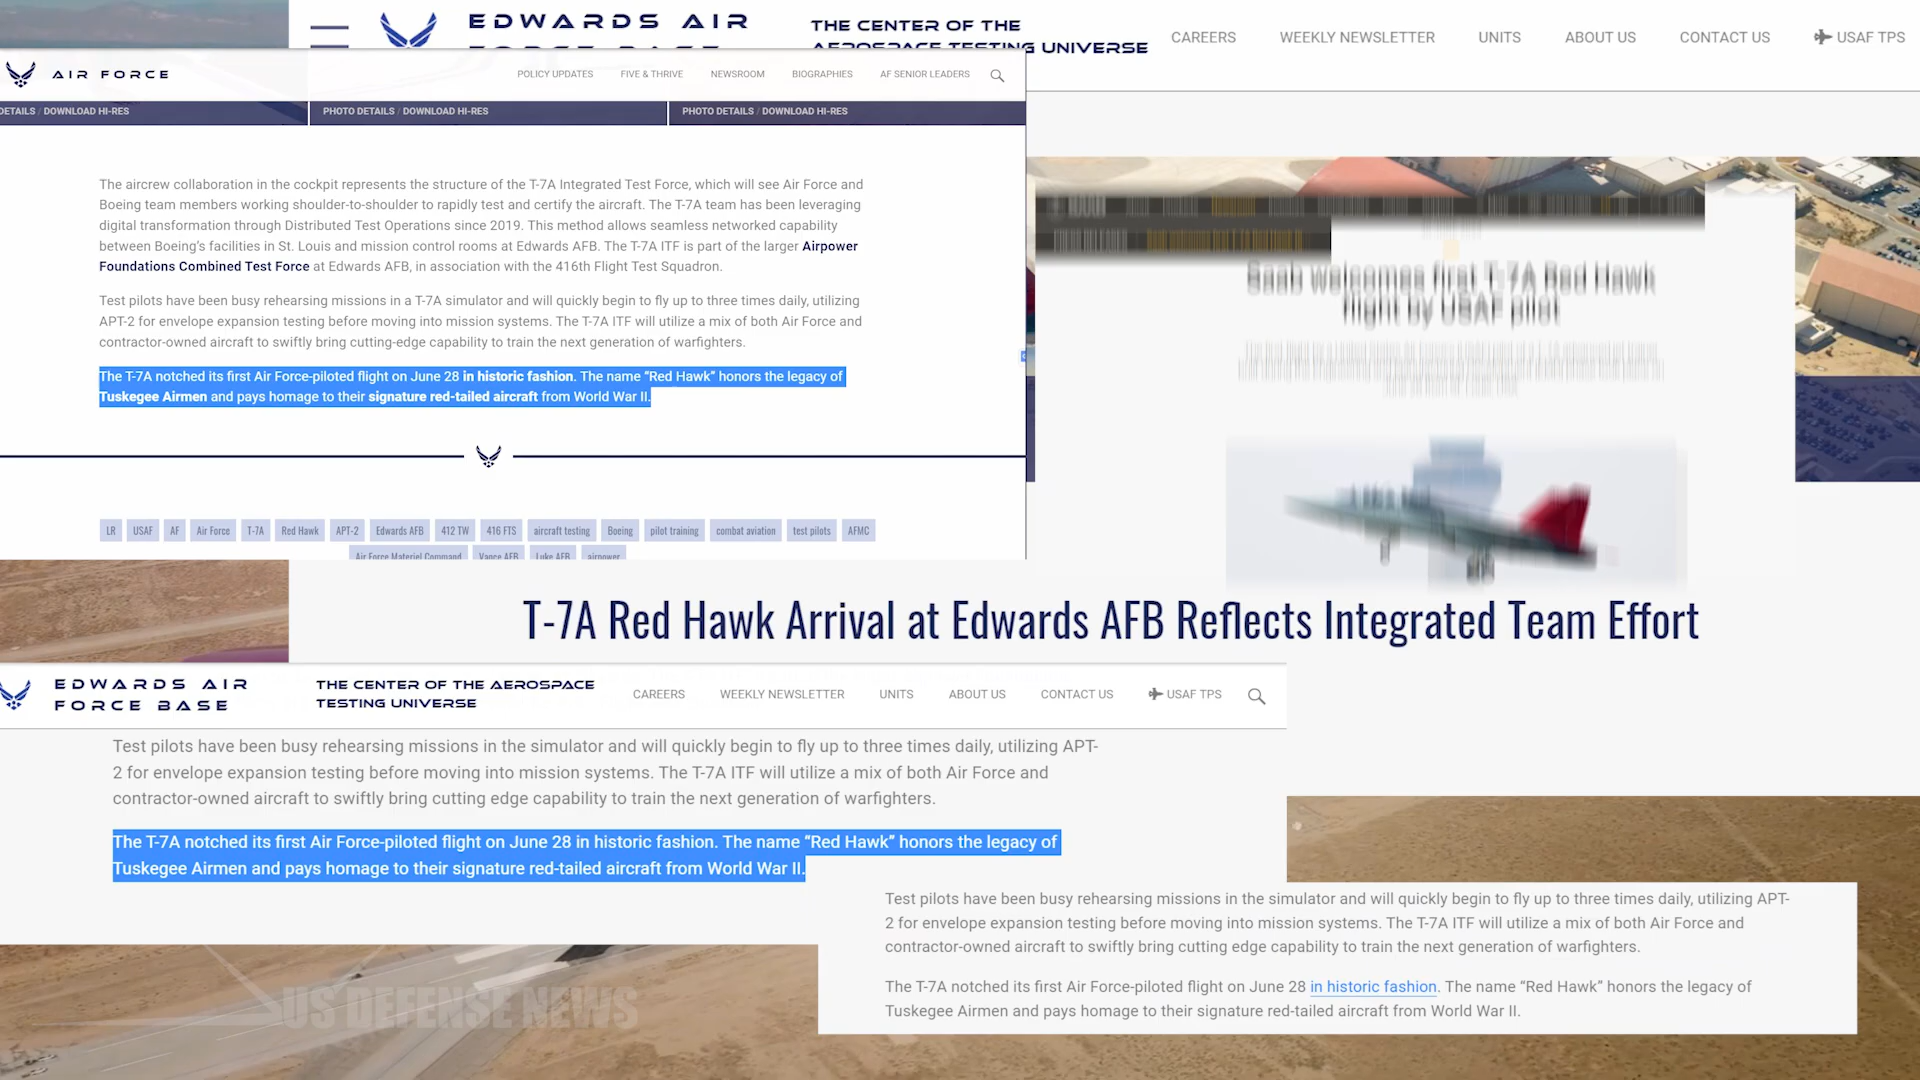 EDWARDS AIR
FORCE BASE
THE CENTER OF THE
AEROSPACE TESTING UNIVERSE
CAREERS
WEEKLY NEWSLETTER
UNITS
ABOUT US
CONTACT US
USAF TPS
AIR FORCE
POLICY UPDATES
FIVE & THRIVE
NEWSROOM
BIOGRAPHIES
AF SENIOR LEADERS
DETAILS / DOWNLOAD HI-RES
PHOTO DETAILS / DOWNLOAD HI-RES
PHOTO DETAILS / DOWNLOAD HI-RES
The aircrew collaboration in the cockpit represents the structure of the T-7A Integrated Test Force, which will see Air Force and
Boeing team members working shoulder-to-shoulder to rapidly test and certify the aircraft. The T-7A team has been leveraging
digital transformation through Distributed Test Operations since 2019. This method allows seamless networked capability
between Boeing's facilities in St. Louis and mission control rooms at Edwards AFB. The T-7A ITF is part of the larger Airpower
Foundations Combined Test Force at Edwards AFB, in association with the 416th Flight Test Squadron.
Test pilots have been busy rehearsing missions in a T-7A simulator and will quickly begin to fly up to three times daily, utilizing
APT-2 for envelope expansion testing before moving into mission systems. The T-7A ITF will utilize a mix of both Air Force and
contractor-owned aircraft to swiftly bring cutting-edge capability to train the next generation of warfighters.
The T-7A notched its first Air Force-piloted flight on June 28 in historic fashion. The name “Red Hawk” honors the legacy of
Tuskegee Airmen and pays homage to their signature red-tailed aircraft from World War II.
LR
USAF
AF
Air Force
T-7A
Red Hawk
APT-2
Edwards AFB
412 TW
416 FTS
aircraft testing
Boeing
pilot training
combat aviation
test pilots
AFMC
Air Force Materiel Command
Vance AFB
Luke AFB
airpower
Saab welcomes first T-7A Red Hawk
flight by USAF pilot
T-7A Red Hawk Arrival at Edwards AFB Reflects Integrated Team Effort
EDWARDS AIR
FORCE BASE
THE CENTER OF THE AEROSPACE
TESTING UNIVERSE
CAREERS
WEEKLY NEWSLETTER
UNITS
ABOUT US
CONTACT US
USAF TPS
Test pilots have been busy rehearsing missions in the simulator and will quickly begin to fly up to three times daily, utilizing APT-
2 for envelope expansion testing before moving into mission systems. The T-7A ITF will utilize a mix of both Air Force and
contractor-owned aircraft to swiftly bring cutting edge capability to train the next generation of warfighters.
The T-7A notched its first Air Force-piloted flight on June 28 in historic fashion. The name “Red Hawk” honors the legacy of
Tuskegee Airmen and pays homage to their signature red-tailed aircraft from World War II.
Test pilots have been busy rehearsing missions in the simulator and will quickly begin to fly up to three times daily, utilizing APT-
2 for envelope expansion testing before moving into mission systems. The T-7A ITF will utilize a mix of both Air Force and
contractor-owned aircraft to swiftly bring cutting edge capability to train the next generation of warfighters.
The T-7A notched its first Air Force-piloted flight on June 28 in historic fashion. The name “Red Hawk” honors the legacy of
Tuskegee Airmen and pays homage to their signature red-tailed aircraft from World War II.
US DEFENSE NEWS